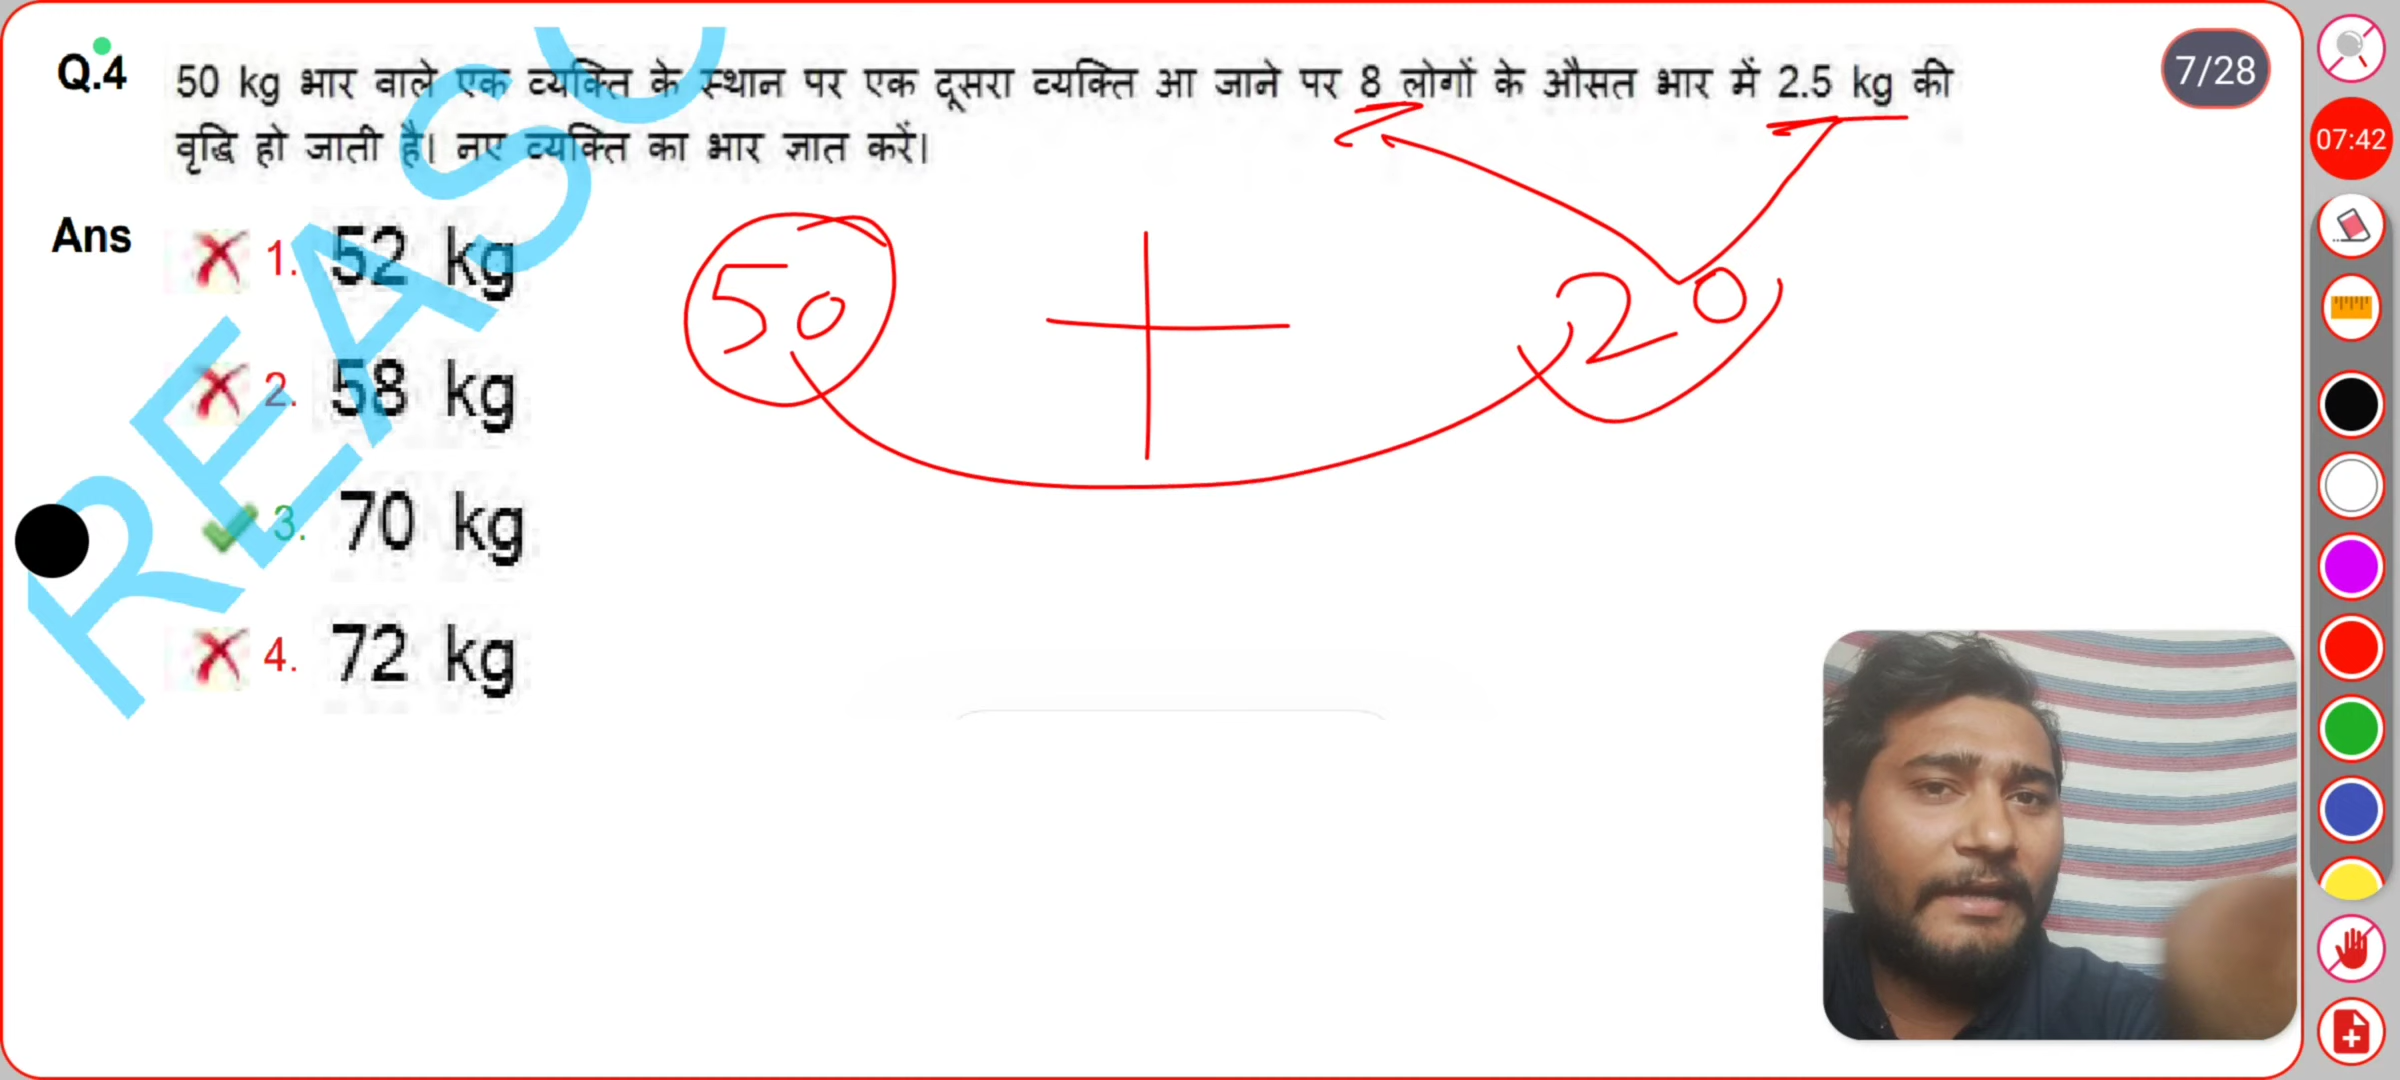 Q.4 50 kg भार वाले एक व्यक्ति के स्थान पर एक दूसरा व्यक्ति आ जाने पर 8 लोगों के औसत भार में 2.5 kg की
वृद्धि हो जाती है। नए व्यक्ति का भार ज्ञात करें।
7/28
07:42
Ans 1. 52 kg
2. 58 kg
3. 70 kg
4. 72 kg
50 + 20
REASO